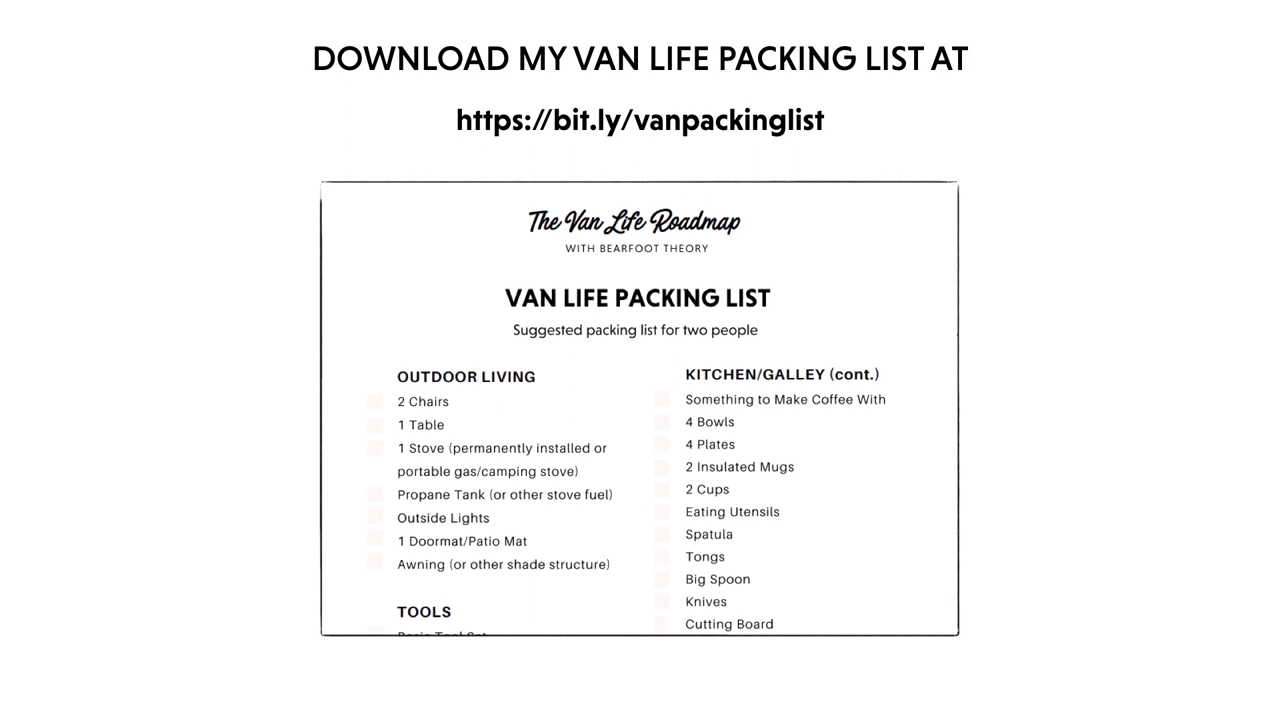 DOWNLOAD MY VAN LIFE PACKING LIST AT
https://bit.ly/vanpackinglist
The Van Life Roadmap
WITH BEARFOOT THEORY
VAN LIFE PACKING LIST
Suggested packing list for two people
OUTDOOR LIVING
2 Chairs
1 Table
1 Stove (permanently installed or
portable gas/camping stove)
Propane Tank (or other stove fuel)
Outside Lights
1 Doormat/Patio Mat
Awning (or other shade structure)
TOOLS
Basic Tool Set
KITCHEN/GALLEY (cont.)
Something to Make Coffee With
4 Bowls
4 Plates
2 Insulated Mugs
2 Cups
Eating Utensils
Spatula
Tongs
Big Spoon
Knives
Cutting Board